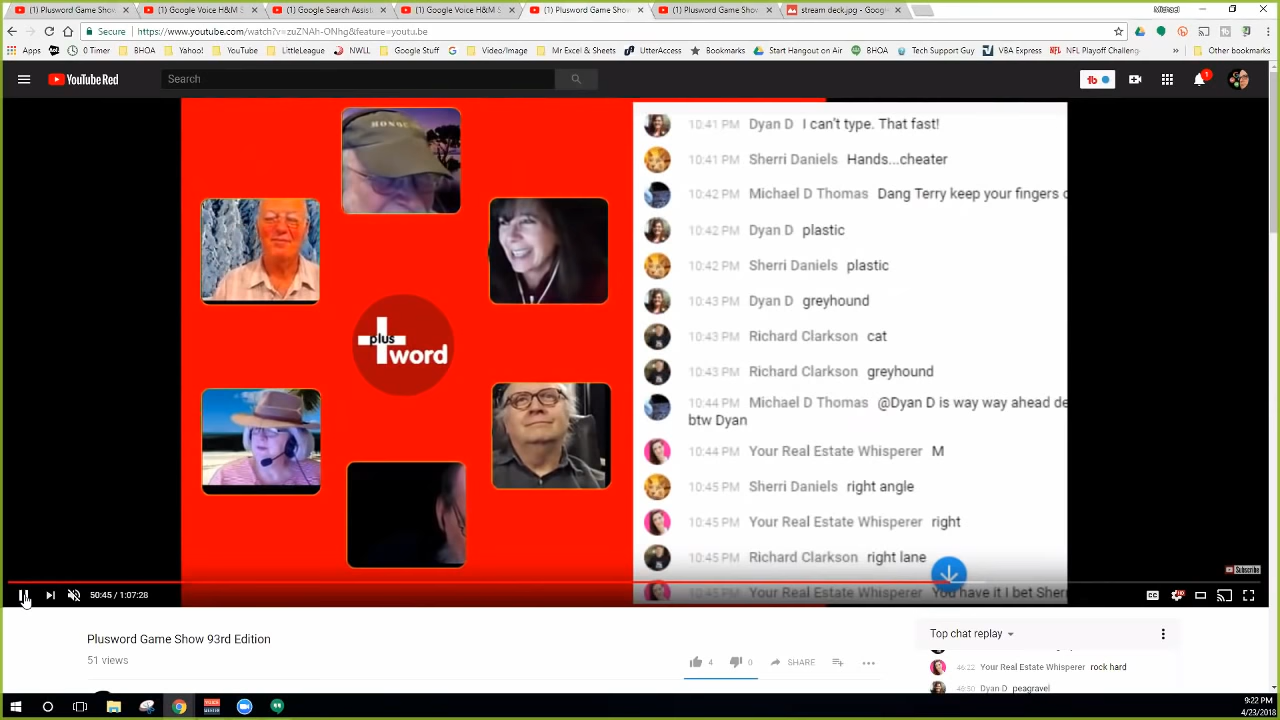 (1) Plusword Game Show
(1) Google Voice H&M S
(1) Google Search Assista
(1) Google Voice H&M S
(1) Plusword Game Show
(1) Plusword Game Show
stream deck.jpg - Goog
Michael
Secure
https://www.youtube.com/watch?v=zuZNAh-ONhg&feature=youtu.be
Apps
0 Timer
BHOA
Yahoo!
YouTube
LittleLeague
NWLL
Google Stuff
Video/Image
Mr Excel & Sheets
UtterAccess
Bookmarks
Start Hangout on Air
BHOA
Tech Support Guy
VBA Express
NFL Playoff Challeng
Other bookmarks
YouTube Red
Search
1
10:41 PM Dyan D I can't type. That fast!
10:41 PM Sherri Daniels Hands...cheater
10:42 PM Michael D Thomas Dang Terry keep your fingers
10:42 PM Dyan D plastic
10:42 PM Sherri Daniels plastic
10:43 PM Dyan D greyhound
10:43 PM Richard Clarkson cat
10:43 PM Richard Clarkson greyhound
10:44 PM Michael D Thomas @Dyan D is way way ahead de
btw Dyan
10:44 PM Your Real Estate Whisperer M
10:45 PM Sherri Daniels right angle
10:45 PM Your Real Estate Whisperer right
10:45 PM Richard Clarkson right lane
10:45 PM Your Real Estate Whisperer You have it I bet Sherr
plus
word
Subscribe
50:45 / 1:07:28
Plusword Game Show 93rd Edition
51 views
4
0
SHARE
Top chat replay
46:22 Your Real Estate Whisperer rock hard
46:50 Dyan D peagravel
9:22 PM
4/23/2018